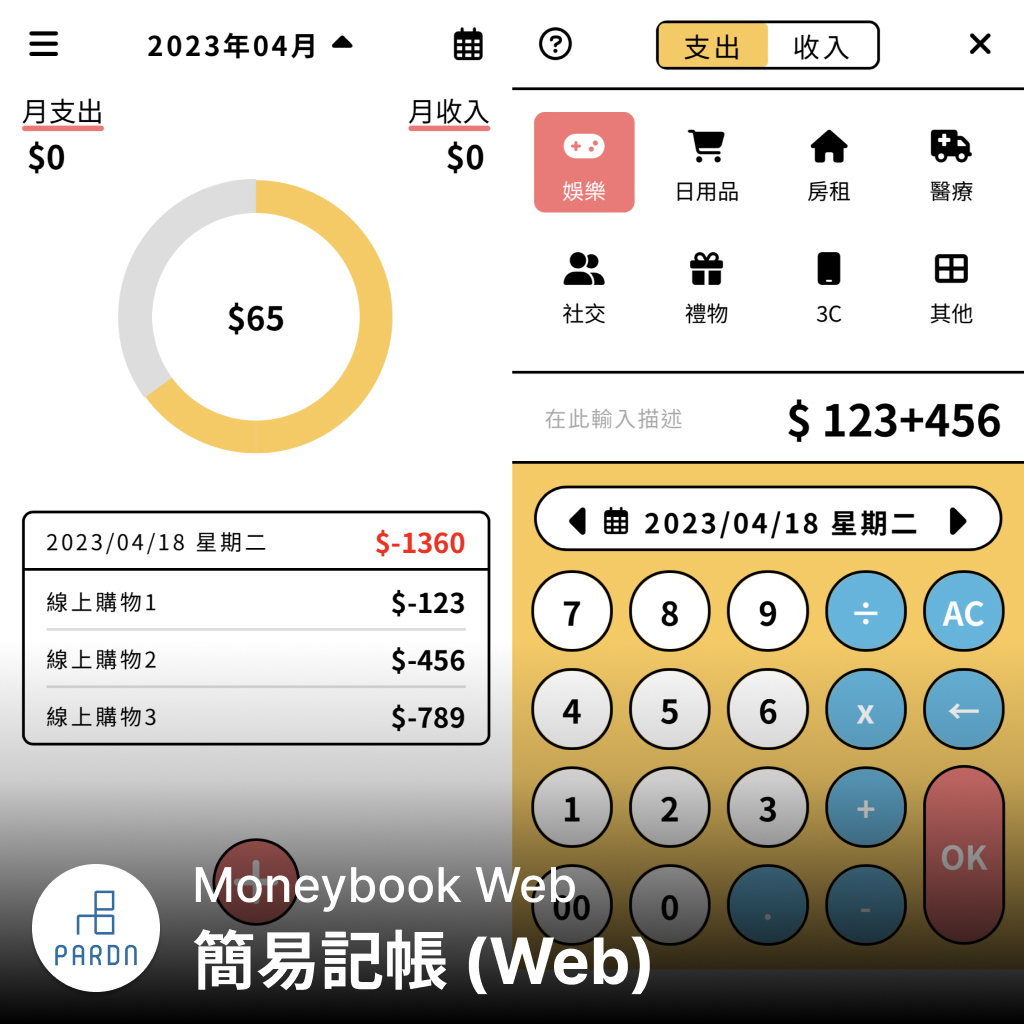 2023年04月
月支出
月收入
$0
$0
$65
2023/04/18 星期二
$-1360
線上購物1
$-123
線上購物2
$-456
線上購物3
$-789
支出
收入
娛樂
日用品
房租
醫療
社交
禮物
3C
其他
在此輸入描述
$ 123+456
2023/04/18 星期二
7 8 9 ÷ AC
4 5 6 x ←
1 2 3 +
OK
00 0 . -
PARDN
Moneybook Web
簡易記帳 (Web)